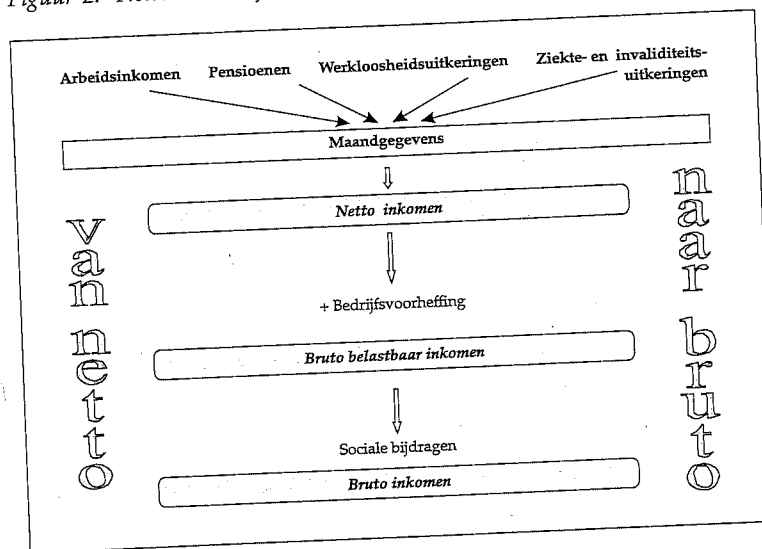 Arbeidsinkomen Pensioenen Werkloosheidsuitkeringen Ziekte- en invaliditeits-
uitkeringen
Maandgegevens
Netto inkomen
+ Bedrijfsvoorheffing
Bruto belastbaar inkomen
Sociale bijdragen
Bruto inkomen
van netto
naar bruto